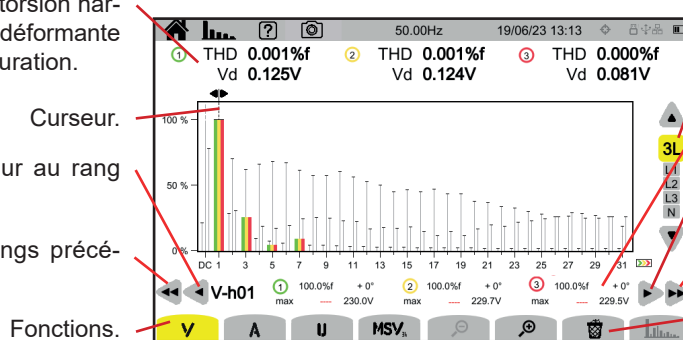 torsion har-
déformante
uration.
Curseur.
ur au rang
ngs précé-
Fonctions.
? 50.00Hz 19/06/23 13:13
1 THD 0.001%f 2 THD 0.001%f 3 THD 0.000%f
Vd 0.125V Vd 0.124V Vd 0.081V
100 %
50 %
0 %
DC 1 3 5 7 9 11 13 15 17 19 21 23 25 27 29 31
3L
L1
L2
L3
N
V-h01 1 100.0%f + 0° 2 100.0%f + 0° 3 100.0%f + 0°
max ---- 230.0V max ---- 229.7V max ---- 229.5V
V A U MSV